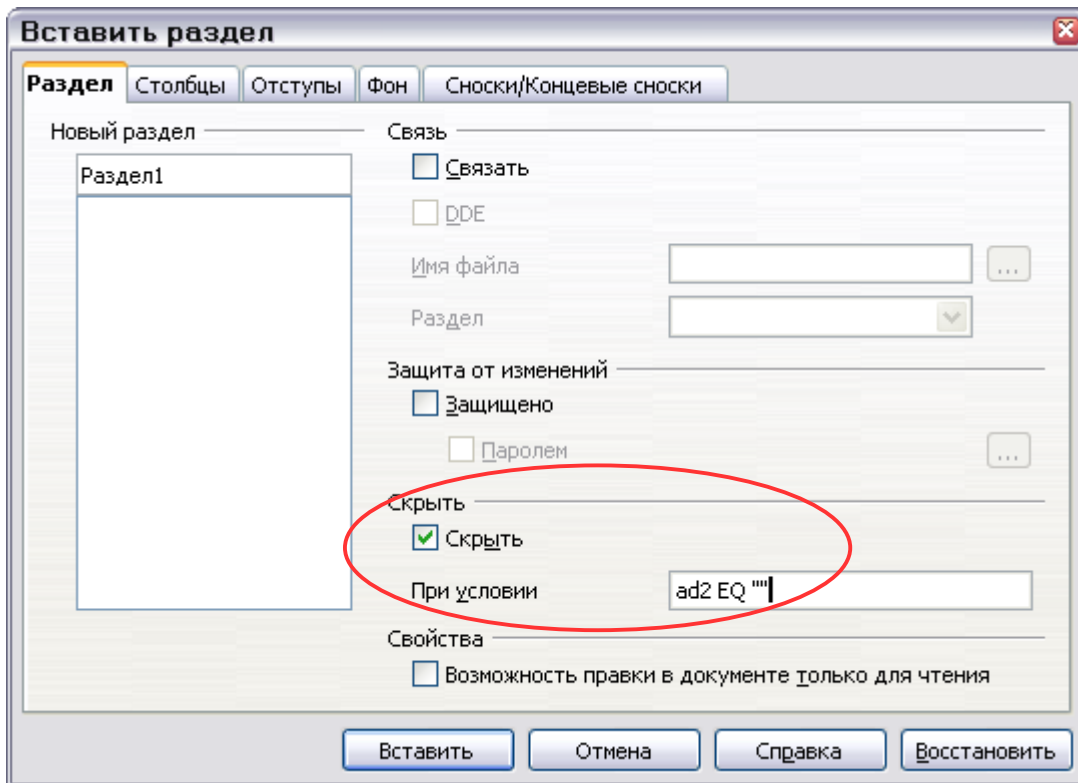 Вставить раздел
Раздел Столбцы Отступы Фон Сноски/Концевые сноски
Новый раздел
Раздел1
Связь
Связать
DDE
Имя файла ...
Раздел
Защита от изменений
Защищено
Паролем ...
Скрыть
Скрыть
При условии ad2 EQ ""
Свойства
Возможность правки в документе только для чтения
Вставить Отмена Справка Восстановить